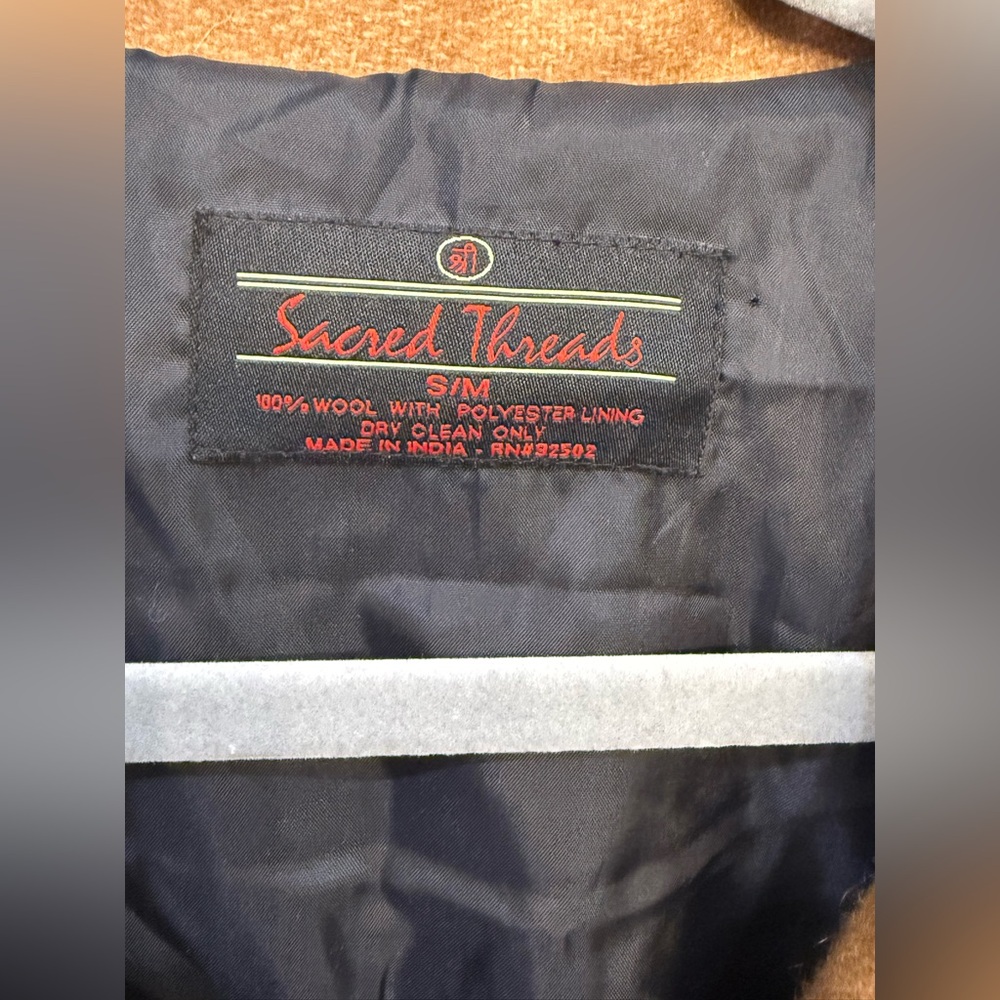 श्री
Sacred Threads
S/M
100% WOOL WITH POLYESTER LINING
DRY CLEAN ONLY
MADE IN INDIA - RN#92502